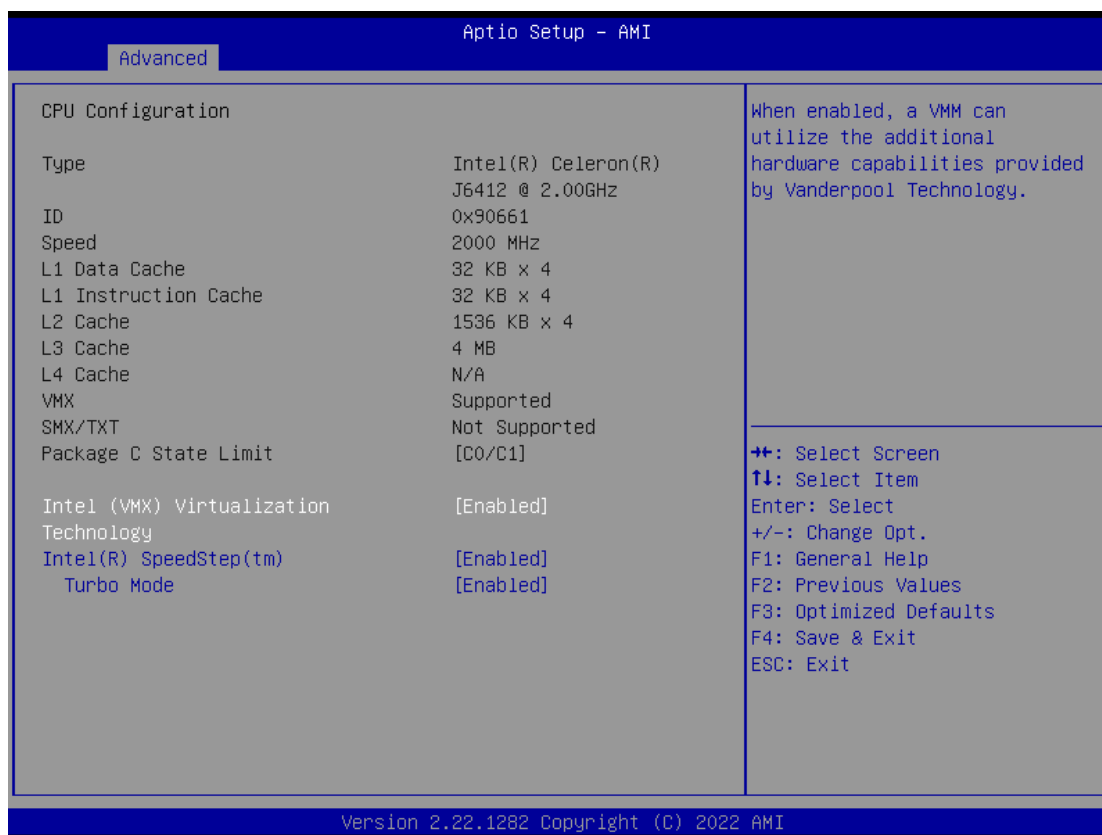 Aptio Setup – AMI
Advanced
CPU Configuration
Type Intel(R) Celeron(R)
J6412 @ 2.00GHz
ID 0x90661
Speed 2000 MHz
L1 Data Cache 32 KB x 4
L1 Instruction Cache 32 KB x 4
L2 Cache 1536 KB x 4
L3 Cache 4 MB
L4 Cache N/A
VMX Supported
SMX/TXT Not Supported
Package C State Limit [C0/C1]
Intel (VMX) Virtualization [Enabled]
Technology
Intel(R) SpeedStep(tm) [Enabled]
Turbo Mode [Enabled]
When enabled, a VMM can
utilize the additional
hardware capabilities provided
by Vanderpool Technology.
→←: Select Screen
↑↓: Select Item
Enter: Select
+/-: Change Opt.
F1: General Help
F2: Previous Values
F3: Optimized Defaults
F4: Save & Exit
ESC: Exit
Version 2.22.1282 Copyright (C) 2022 AMI